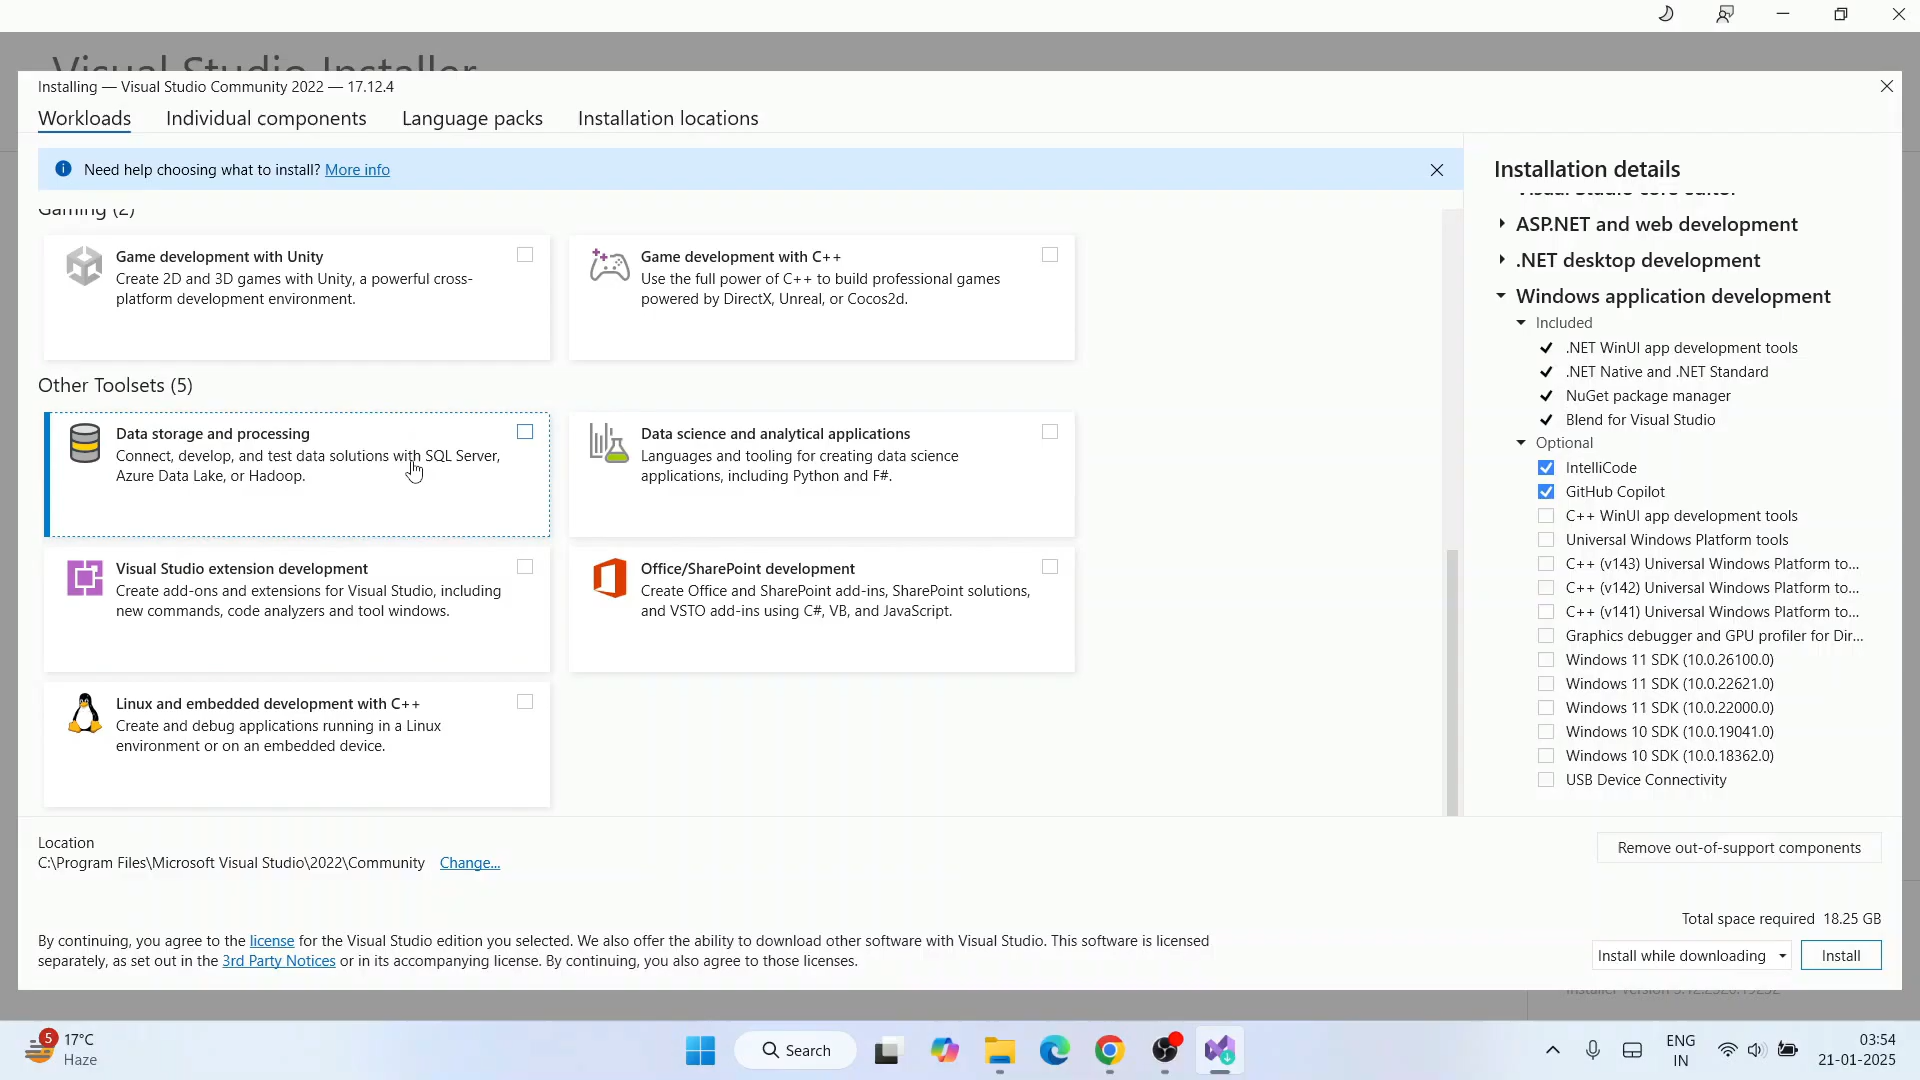 Visual Studio Installer
Installing — Visual Studio Community 2022 — 17.12.4
Workloads
Individual components
Language packs
Installation locations
Need help choosing what to install? More info
Gaming (2)
Game development with Unity
Create 2D and 3D games with Unity, a powerful cross-
platform development environment.
Game development with C++
Use the full power of C++ to build professional games
powered by DirectX, Unreal, or Cocos2d.
Other Toolsets (5)
Data storage and processing
Connect, develop, and test data solutions with SQL Server,
Azure Data Lake, or Hadoop.
Data science and analytical applications
Languages and tooling for creating data science
applications, including Python and F#.
Visual Studio extension development
Create add-ons and extensions for Visual Studio, including
new commands, code analyzers and tool windows.
Office/SharePoint development
Create Office and SharePoint add-ins, SharePoint solutions,
and VSTO add-ins using C#, VB, and JavaScript.
Linux and embedded development with C++
Create and debug applications running in a Linux
environment or on an embedded device.
Installation details
Visual Studio core editor
ASP.NET and web development
.NET desktop development
Windows application development
Included
.NET WinUI app development tools
.NET Native and .NET Standard
NuGet package manager
Blend for Visual Studio
Optional
IntelliCode
GitHub Copilot
C++ WinUI app development tools
Universal Windows Platform tools
C++ (v143) Universal Windows Platform to...
C++ (v142) Universal Windows Platform to...
C++ (v141) Universal Windows Platform to...
Graphics debugger and GPU profiler for Dir...
Windows 11 SDK (10.0.26100.0)
Windows 11 SDK (10.0.22621.0)
Windows 11 SDK (10.0.22000.0)
Windows 10 SDK (10.0.19041.0)
Windows 10 SDK (10.0.18362.0)
USB Device Connectivity
Location
C:\Program Files\Microsoft Visual Studio\2022\Community Change...
Remove out-of-support components
Total space required 18.25 GB
By continuing, you agree to the license for the Visual Studio edition you selected. We also offer the ability to download other software with Visual Studio. This software is licensed
separately, as set out in the 3rd Party Notices or in its accompanying license. By continuing, you also agree to those licenses.
Install while downloading
Install
5
17°C
Haze
Search
ENG
IN
03:54
21-01-2025